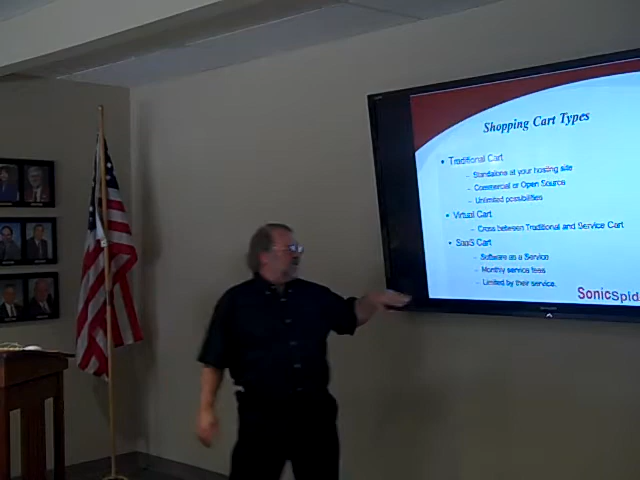 Shopping Cart Types
• Traditional Cart
– Standalone at your hosting site
– Commercial or Open Source
– Unlimited possibilities
• Virtual Cart
– Cross between Traditional and Service Cart
• SaaS Cart
– Software as a Service
– Monthly service fees
– Limited by their service.
SonicSpid